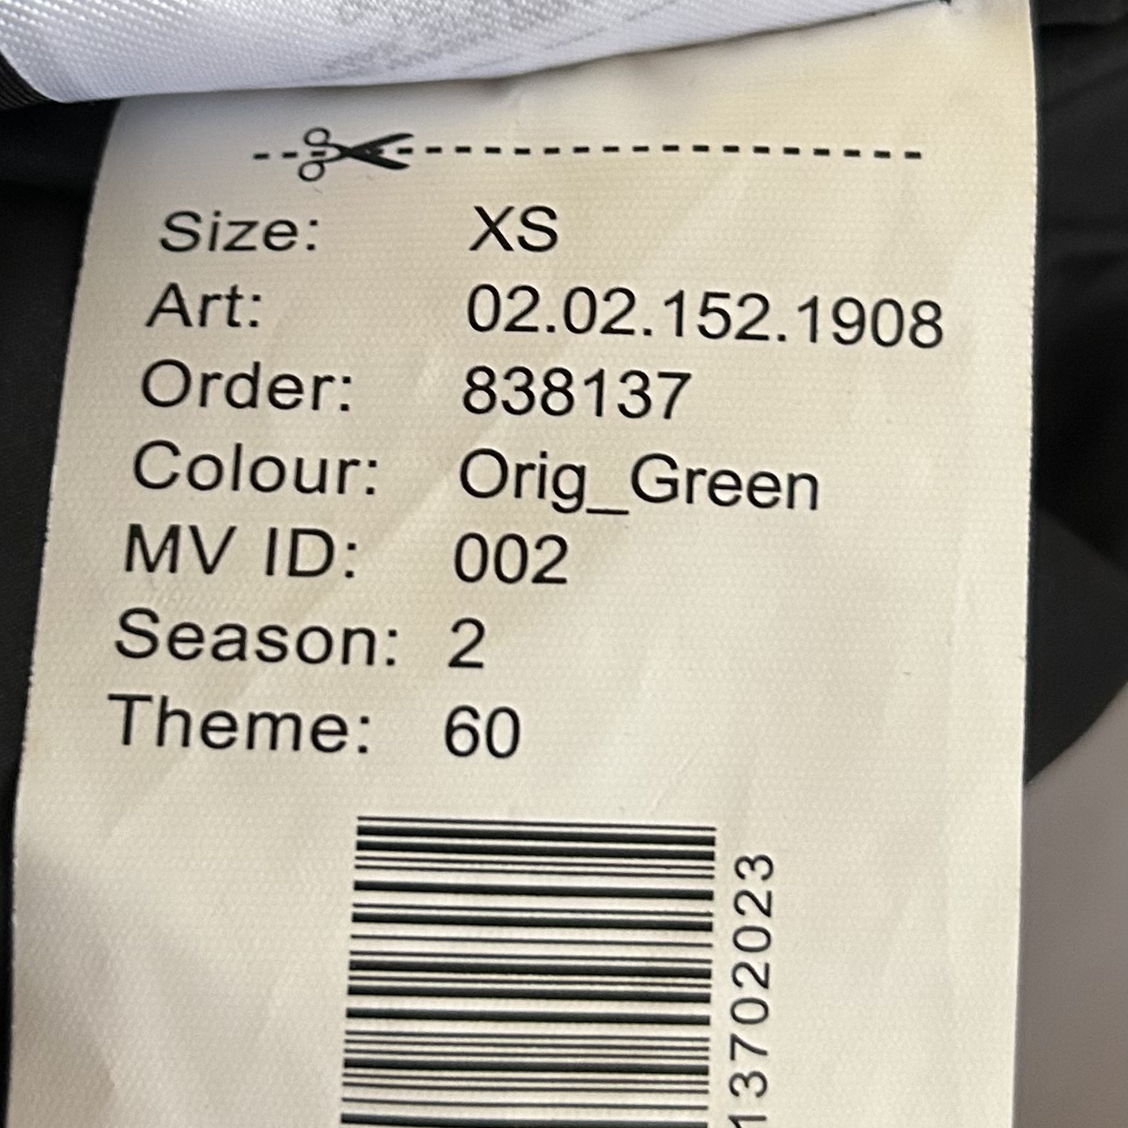 Size: XS
Art: 02.02.152.1908
Order: 838137
Colour: Orig_Green
MV ID: 002
Season: 2
Theme: 60
13702023